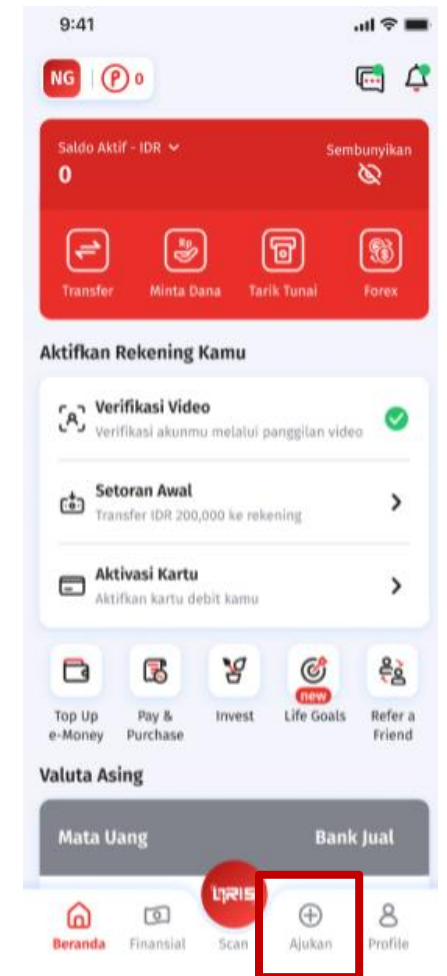 9:41
NG
P 0
Saldo Aktif - IDR
Sembunyikan
0
Rp
Transfer
Minta Dana
Tarik Tunai
Forex
Aktifkan Rekening Kamu
Verifikasi Video
Verifikasi akunmu melalui panggilan video
Setoran Awal
Transfer IDR 200,000 ke rekening
Aktivasi Kartu
Aktifkan kartu debit kamu
new
Top Up
e-Money
Pay &
Purchase
Invest
Life Goals
Refer a
Friend
Valuta Asing
Mata Uang
Bank Jual
QRIS
Beranda
Finansial
Scan
Ajukan
Profile